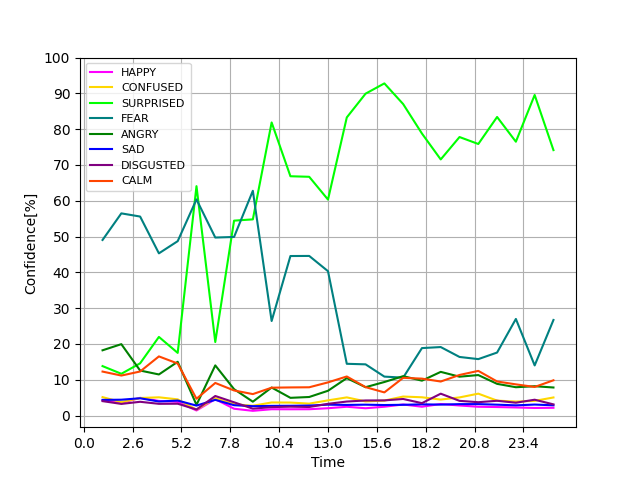 100
90
80
70
60
50
40
30
20
10
0
Confidence[%]
HAPPY
CONFUSED
SURPRISED
FEAR
ANGRY
SAD
DISGUSTED
CALM
0.0 2.6 5.2 7.8 10.4 13.0 15.6 18.2 20.8 23.4
Time